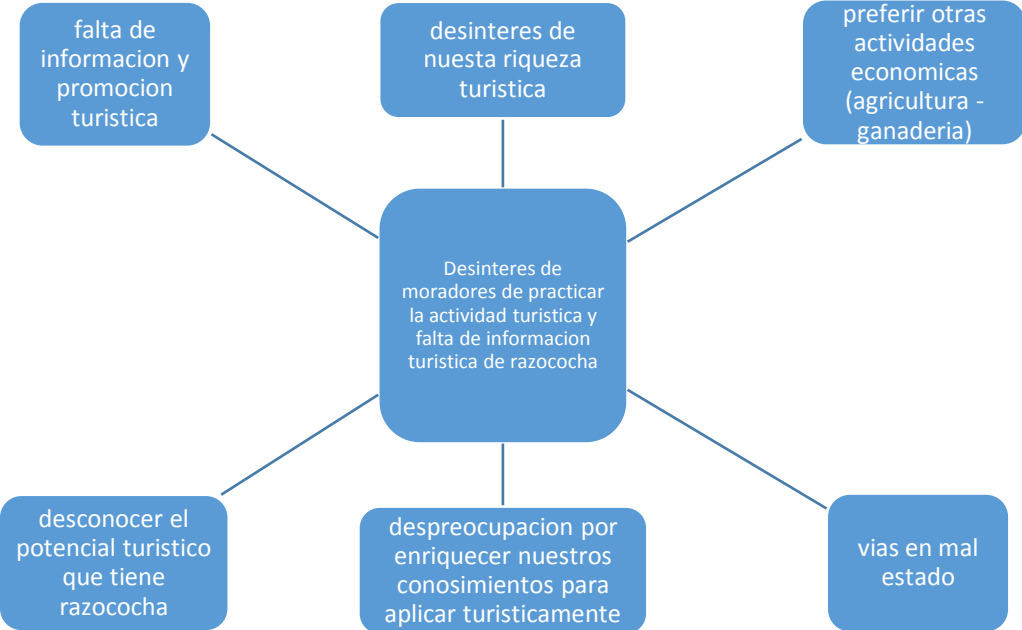 falta de
informacion y
promocion
turistica
desinteres de
nuesta riqueza
turistica
preferir otras
actividades
economicas
(agricultura -
ganaderia)
Desinteres de
moradores de practicar
la actividad turistica y
falta de informacion
turistica de razococha
desconocer el
potencial turistico
que tiene
razococha
despreocupacion por
enriquecer nuestros
conosimientos para
aplicar turisticamente
vias en mal
estado